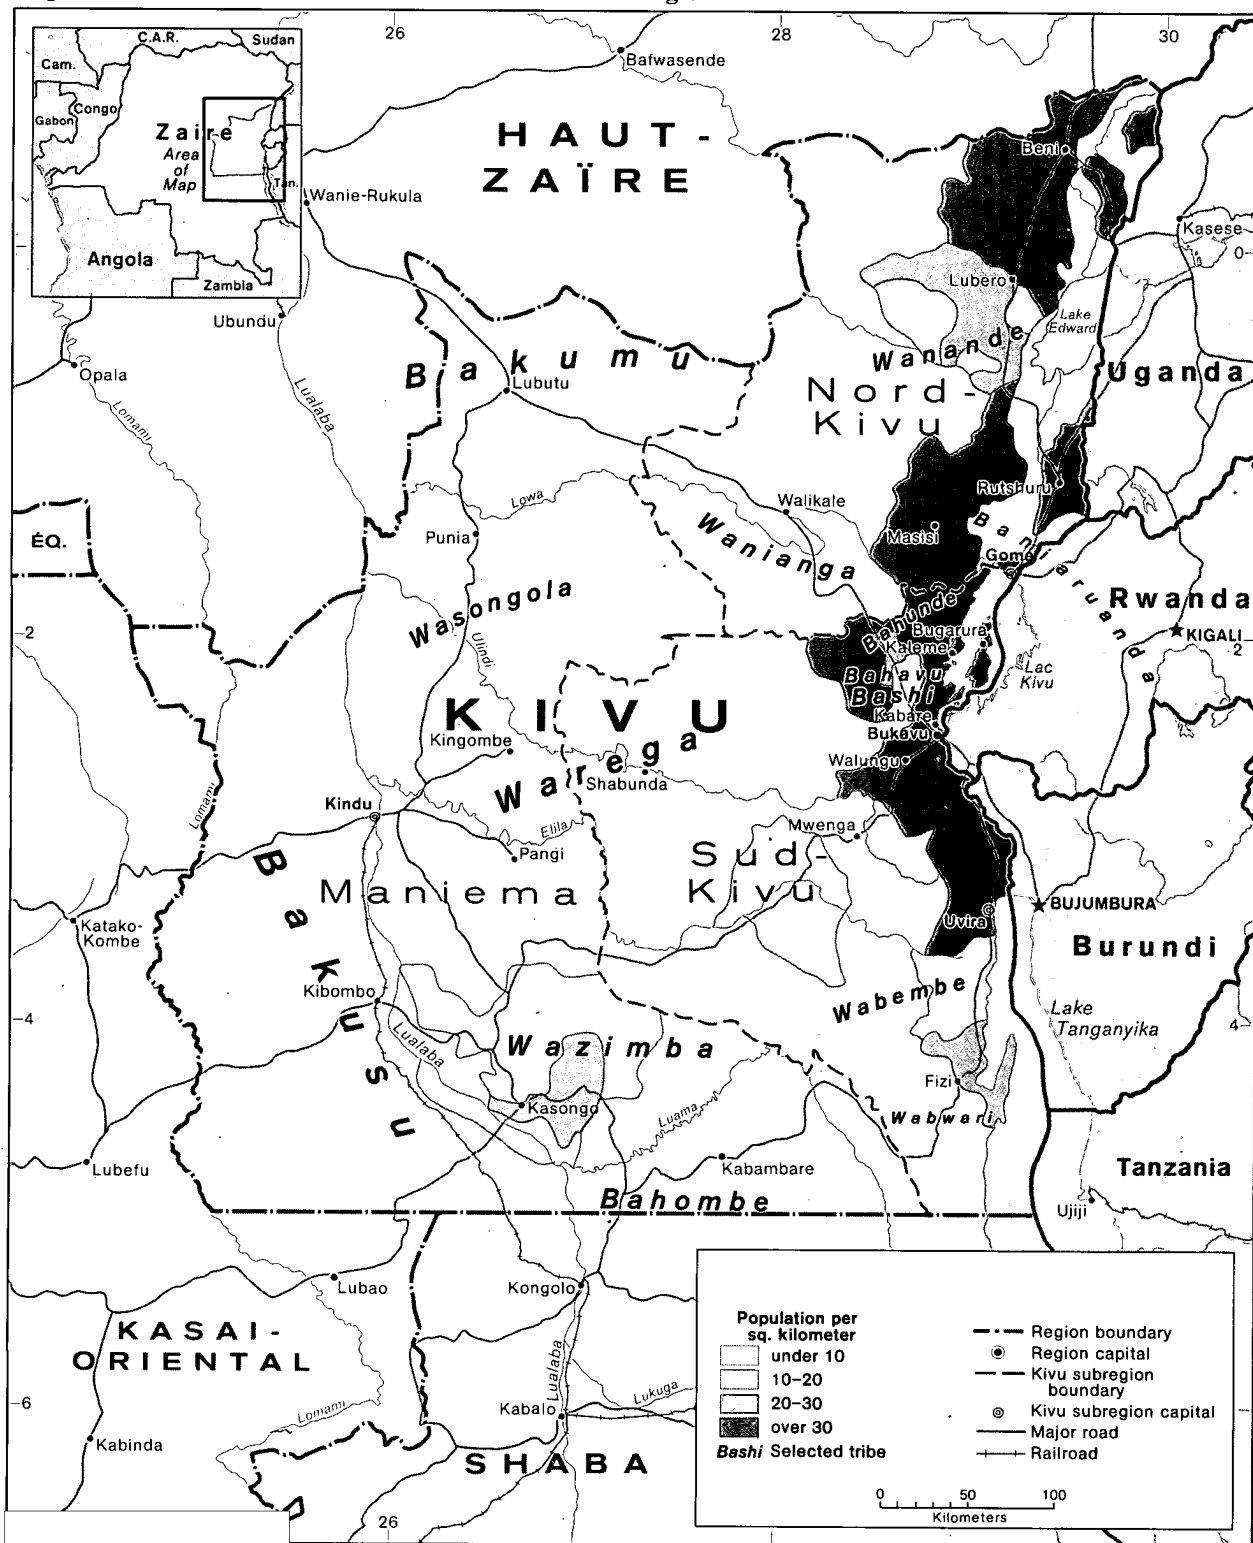 26
28
30
C.A.R.
Sudan
Cam.
Congo
Gabon
Zaire
Area
of
Map
Tan.
Angola
Zambia
Bafwasende
HAUT-
ZAÏRE
Beni
Wanie-Rukula
Kasese
0
Lubero
Ubundu
Lake
Edward
Wanande
Bakumu
Uganda
Opala
Lubutu
Nord-
Kivu
Lomami
Lualaba
Rutshuru
Lowa
Walikale
Banjaruanda
ÉQ.
Punia
Masisi
Wanianga
Goma
Wasongola
Bahunde
Rwanda
2
Bugarura
KIGALI
2
Ulindi
Kaleme
Bahavu
Lac
Kivu
Bashi
KIVU
Kabare
Kingombe
Bukavu
Warega
Walungu
Shabunda
Lomami
Kindu
Elila
Mwenga
Pangi
Sud-
Kivu
Bakusu
Maniema
BUJUMBURA
Katako-
Kombe
Uvira
Burundi
Kibombo
Wabembe
4
Lake
Tanganyika
4
Lualaba
Wazimba
Fizi
Kasongo
Luama
Wabwari
Lubefu
Kabambare
Tanzania
Bahombe
Ujiji
Lubao
Kongolo
KASAI-
ORIENTAL
Lualaba
Lukuga
6
Lomami
Kabalo
Kabinda
SHABA
26
Population per
sq. kilometer
under 10
10-20
20-30
over 30
Bashi Selected tribe
Region boundary
Region capital
Kivu subregion
boundary
Kivu subregion capital
Major road
Railroad
0 50 100
Kilometers